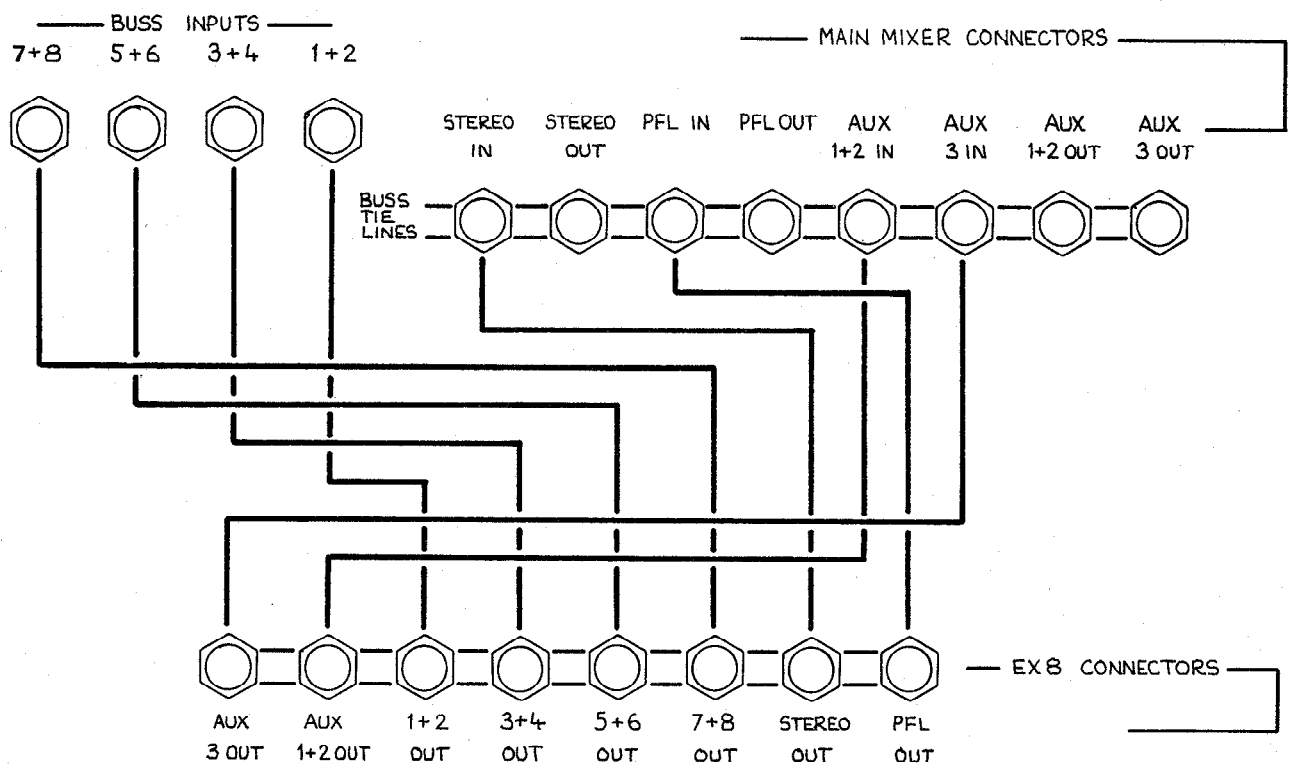 BUSS INPUTS
7+8 5+6 3+4 1+2
MAIN MIXER CONNECTORS
STEREO IN
STEREO OUT
PFL IN
PFL OUT
AUX 1+2 IN
AUX 3 IN
AUX 1+2 OUT
AUX 3 OUT
BUSS
TIE
LINES
EX8 CONNECTORS
AUX 3 OUT
AUX 1+2 OUT
1+2 OUT
3+4 OUT
5+6 OUT
7+8 OUT
STEREO OUT
PFL OUT